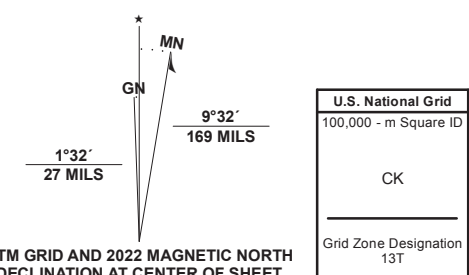 ★
MN
GN
9°32´
169 MILS
1°32´
27 MILS
TM GRID AND 2022 MAGNETIC NORTH
DECLINATION AT CENTER OF SHEET
U.S. National Grid
100,000 - m Square ID
CK
Grid Zone Designation
13T